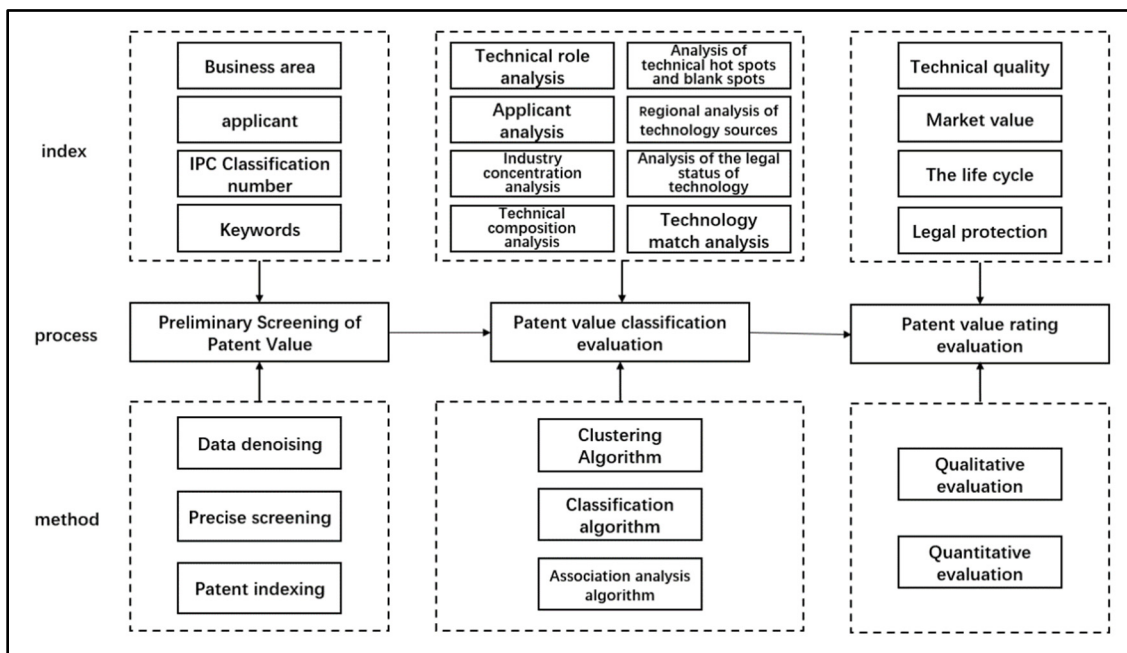 index
Business area
applicant
IPC Classification
number
Keywords
Technical role
analysis
Analysis of
technical hot spots
and blank spots
Applicant
analysis
Regional analysis of
technology sources
Industry
concentration
analysis
Analysis of the legal
status of
technology
Technical
composition
analysis
Technology
match analysis
Technical quality
Market value
The life cycle
Legal protection
process
Preliminary Screening of
Patent Value
Patent value classification
evaluation
Patent value rating
evaluation
method
Data denoising
Precise screening
Patent indexing
Clustering
Algorithm
Classification
algorithm
Association analysis
algorithm
Qualitative
evaluation
Quantitative
evaluation